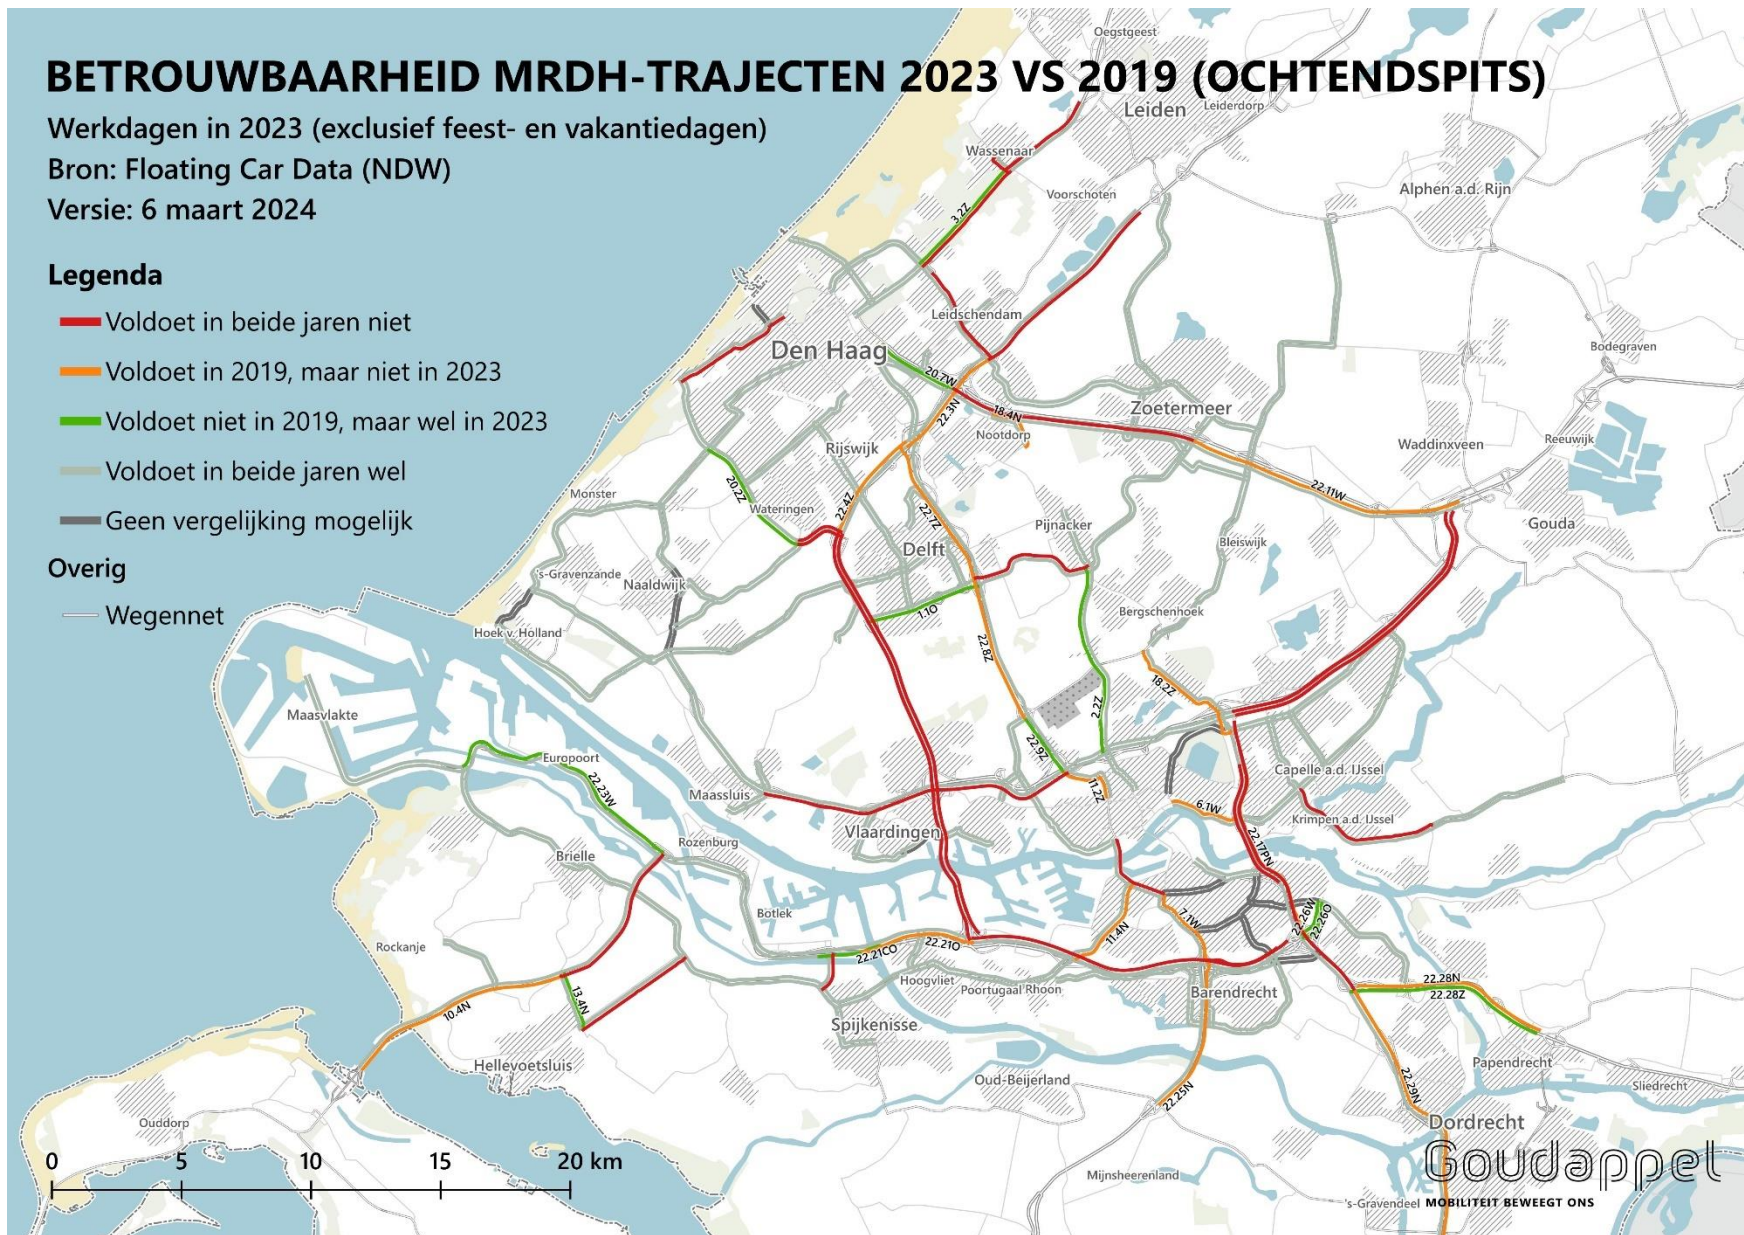 BETROUWBAARHEID MRDH-TRAJECTEN 2023 VS 2019 (OCHTENDSPITS)
Werkdagen in 2023 (exclusief feest- en vakantiedagen)
Bron: Floating Car Data (NDW)
Versie: 6 maart 2024
Legenda
Voldoet in beide jaren niet
Voldoet in 2019, maar niet in 2023
Voldoet niet in 2019, maar wel in 2023
Voldoet in beide jaren wel
Geen vergelijking mogelijk
Overig
Wegennet
Oegstgeest
Leiden
Leiderdorp
Wassenaar
Voorschoten
Alphen a.d. Rijn
3.2Z
Leidschendam
Den Haag
Bodegraven
20.7W
Zoetermeer
22.3N
18.4N
Nootdorp
Rijswijk
Waddinxveen
Reeuwijk
20.2Z
Monster
Wateringen
22.4Z
22.7Z
22.11W
Pijnacker
Gouda
Delft
Bleiswijk
's-Gravenzande
Naaldwijk
1.1O
Bergschenhoek
Hoek v. Holland
22.8Z
18.2Z
2.2Z
Maasvlakte
22.9Z
Europoort
22.23W
Maassluis
11.2Z
Capelle a.d. IJssel
6.1W
Krimpen a.d. IJssel
Vlaardingen
Rozenburg
22.17PN
Brielle
Botlek
7.1W
22.26W
22.26O
Rockanje
11.4N
22.21CO
22.21O
Hoogvliet
Poortugaal
Rhoon
Barendrecht
22.28N
22.28Z
13.4N
10.4N
Spijkenisse
Hellevoetsluis
Oud-Beijerland
22.25N
22.29N
Papendrecht
Sliedrecht
Ouddorp
Dordrecht
0 5 10 15 20 km
Mijnsheerenland
's-Gravendeel
Goudappel
MOBILITEIT BEWEEGT ONS